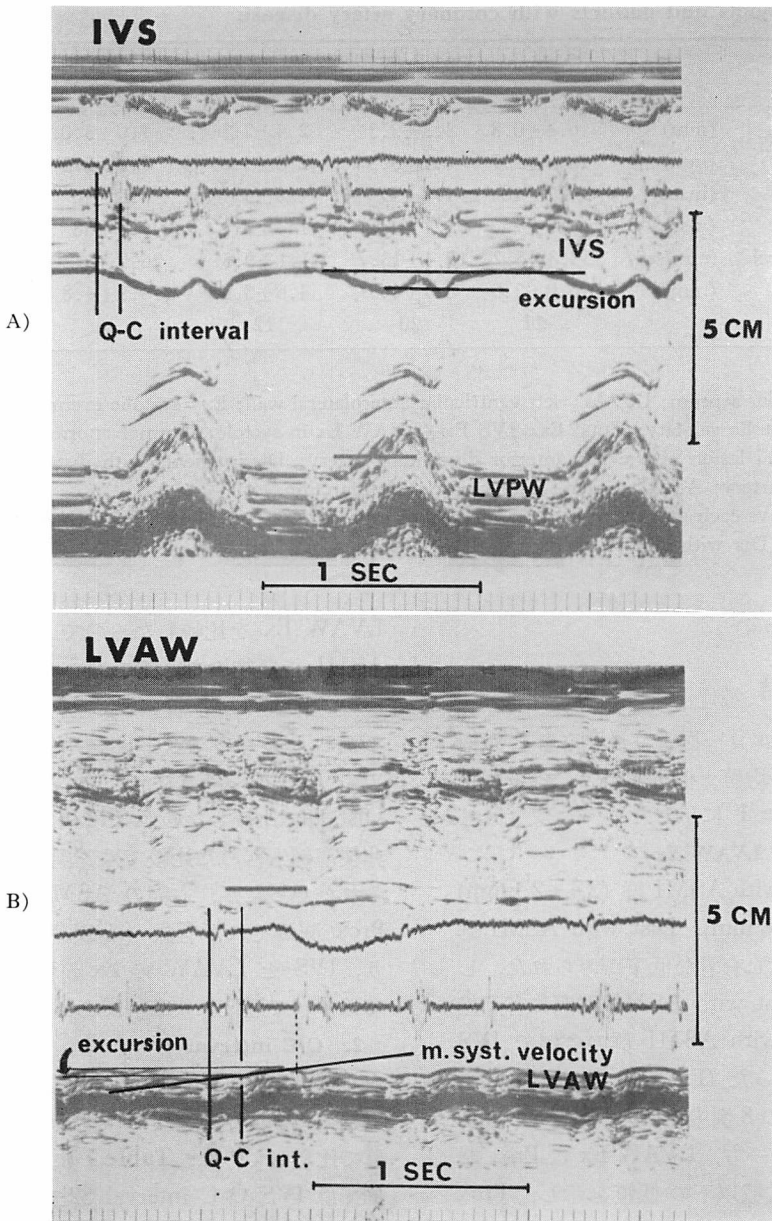 IVS
IVS
excursion
Q-C interval
A)
5 CM
LVPW
1 SEC
LVAW
B)
5 CM
excursion
m.syst. velocity
LVAW
Q-C int.
1 SEC